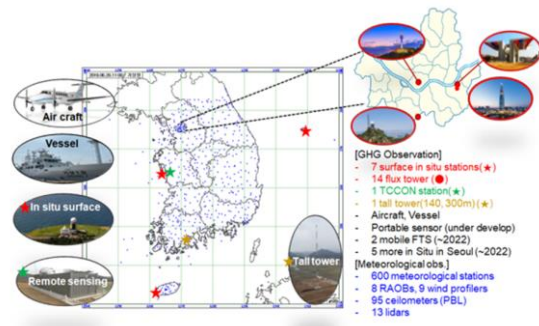 Air craft
Vessel
In situ surface
Remote sensing
Tall tower
[GHG Observation]
- 7 surface in situ stations(★)
- 14 flux tower (●)
- 1 TCCON station(★)
- 1 tall tower(140, 300m) (★)
- Aircraft, Vessel
- Portable sensor (under develop)
- 2 mobile FTS (~2022)
- 5 more in Situ in Seoul (~2022)
[Meteorological obs.]
- 600 meteorological stations
- 8 RAOBs, 9 wind profilers
- 95 ceilometers (PBL)
- 13 lidars